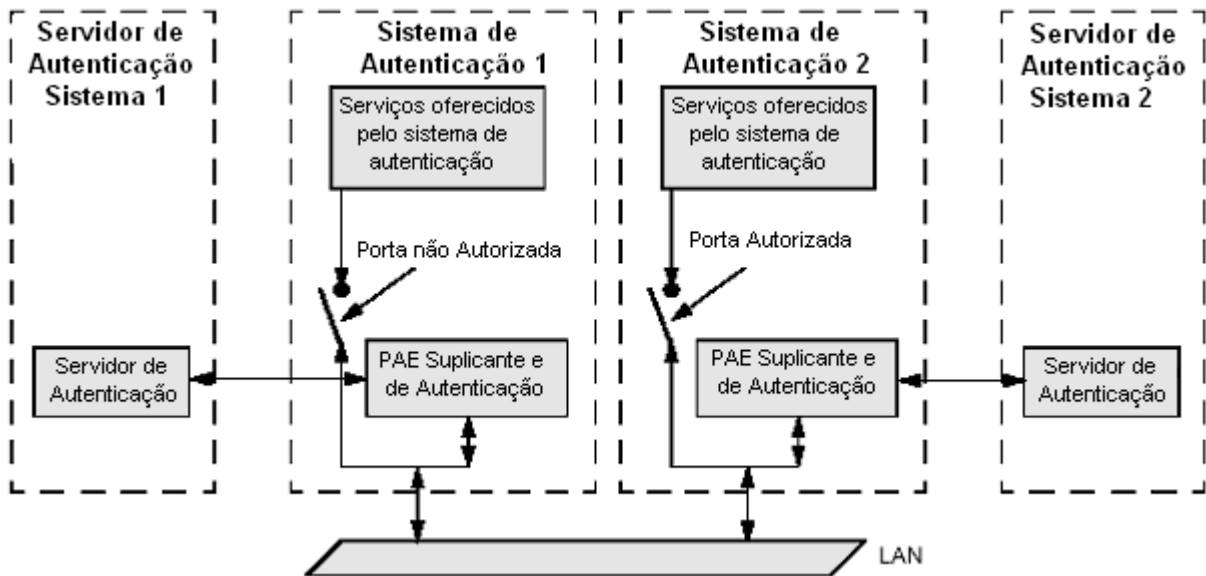 Servidor de
Autenticação
Sistema 1
Sistema de
Autenticação 1
Sistema de
Autenticação 2
Servidor de
Autenticação
Sistema 2
Serviços oferecidos
pelo sistema de
autenticação
Serviços oferecidos
pelo sistema de
autenticação
Porta não Autorizada
Porta Autorizada
Servidor de
Autenticação
PAE Suplicante e
de Autenticação
PAE Suplicante e
de Autenticação
Servidor de
Autenticação
LAN